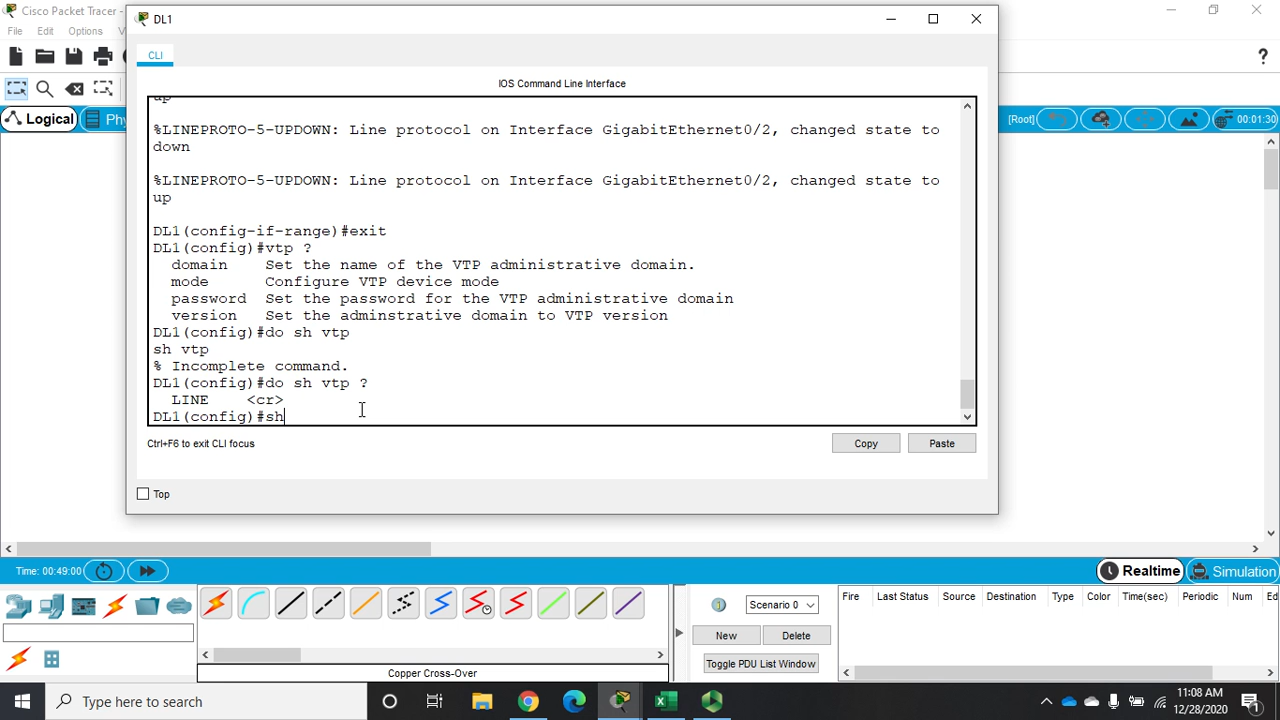 Cisco Packet Tracer
File Edit Options V
DL1
CLI
IOS Command Line Interface
Logical
Phy
[Root]
00:01:30
up
%LINEPROTO-5-UPDOWN: Line protocol on Interface GigabitEthernet0/2, changed state to
down
%LINEPROTO-5-UPDOWN: Line protocol on Interface GigabitEthernet0/2, changed state to
up
DL1(config-if-range)#exit
DL1(config)#vtp ?
domain Set the name of the VTP administrative domain.
mode Configure VTP device mode
password Set the password for the VTP administrative domain
version Set the adminstrative domain to VTP version
DL1(config)#do sh vtp
sh vtp
% Incomplete command.
DL1(config)#do sh vtp ?
LINE <cr>
DL1(config)#sh
Ctrl+F6 to exit CLI focus
Copy
Paste
Top
Time: 00:49:00
Realtime
Simulation
Scenario 0
New
Delete
Toggle PDU List Window
Fire Last Status Source Destination Type Color Time(sec) Periodic Num Ed
Copper Cross-Over
Type here to search
11:08 AM
12/28/2020
1